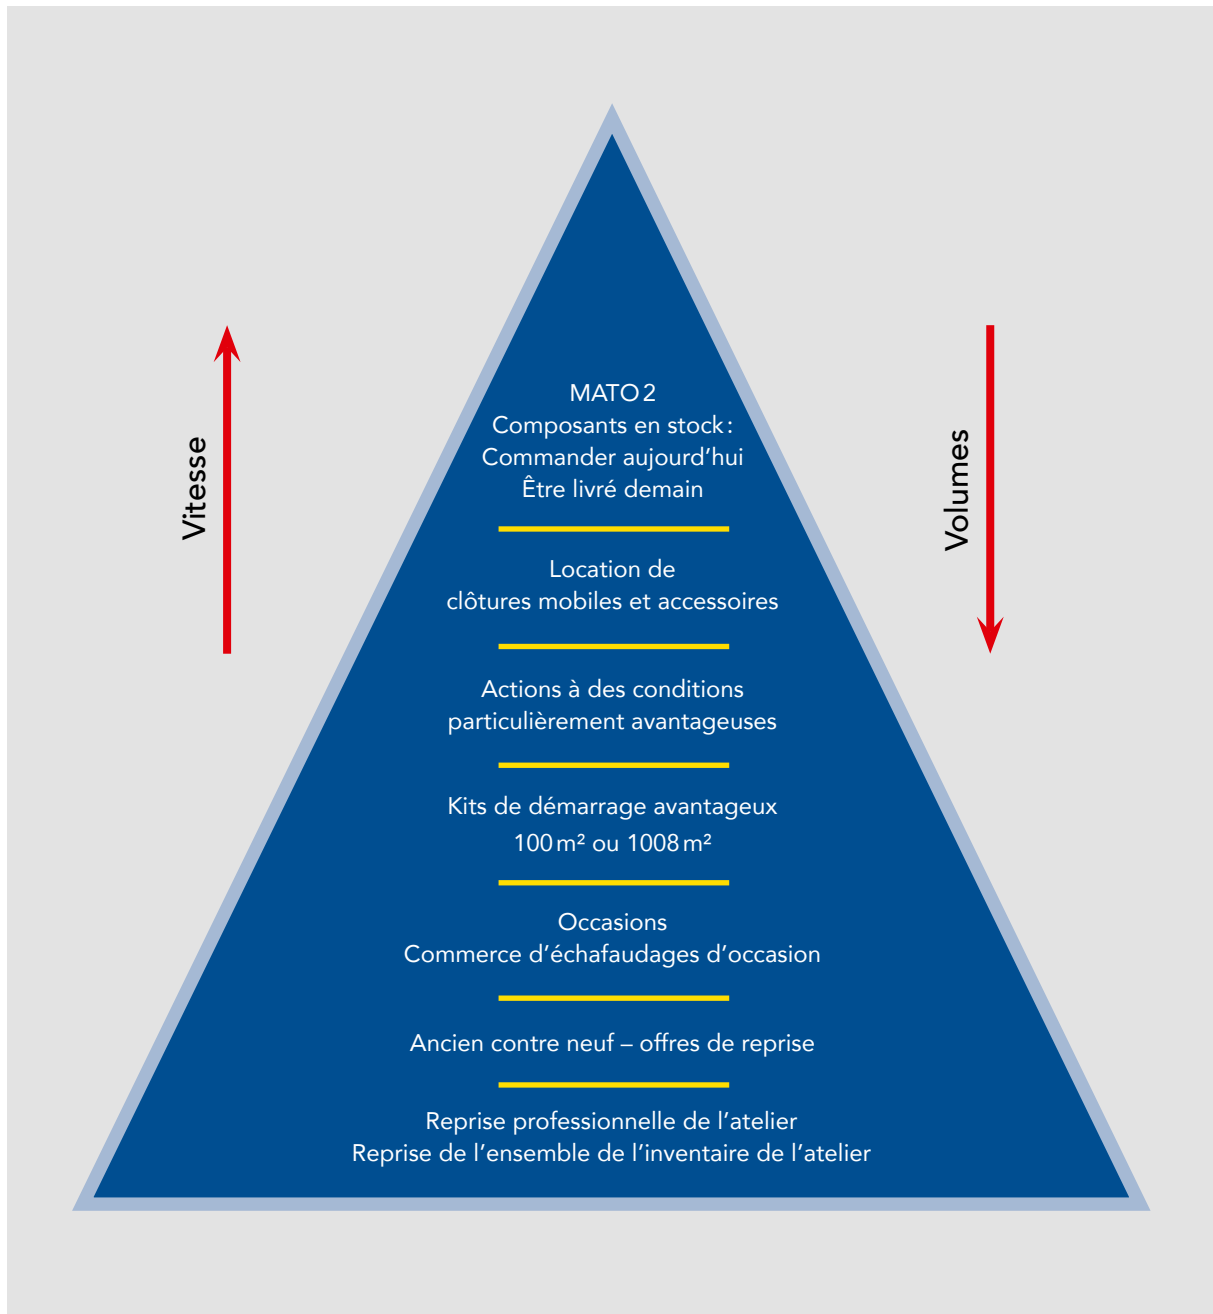 MATO 2
Composants en stock :
Commander aujourd’hui
Être livré demain
Vitesse
Volumes
Location de
clôtures mobiles et accessoires
Actions à des conditions
particulièrement avantageuses
Kits de démarrage avantageux
100 m² ou 1008 m²
Occasions
Commerce d’échafaudages d’occasion
Ancien contre neuf – offres de reprise
Reprise professionnelle de l’atelier
Reprise de l’ensemble de l’inventaire de l’atelier